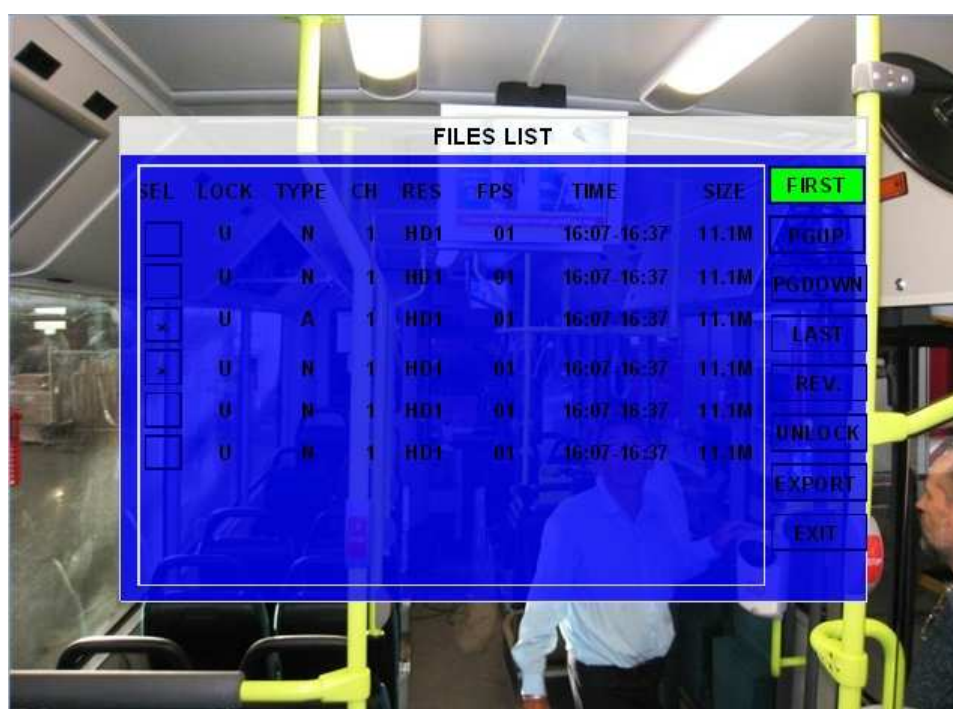 FILES LIST
SEL LOCK TYPE CH RES FPS TIME SIZE
U N 1 HD1 01 16:07-16:37 11.1M
U N 1 HD1 01 16:07-16:37 11.1M
x U A 1 HD1 01 16:07-16:37 11.1M
x U N 1 HD1 01 16:07-16:37 11.1M
U N 1 HD1 01 16:07-16:37 11.1M
U N 1 HD1 01 16:07-16:37 11.1M
FIRST
PGUP
PGDOWN
LAST
REV.
UNLOCK
EXPORT
EXIT